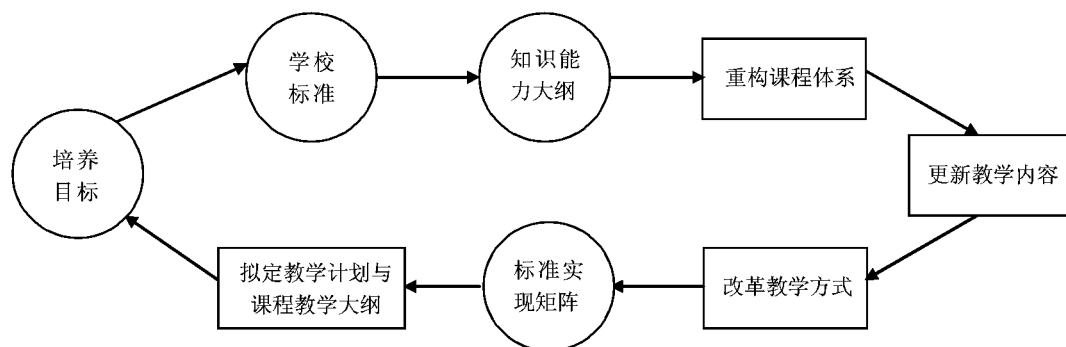 学校
标准
知识能
力大纲
重构课程体系
培养
目标
更新教学内容
拟定教学计划与
课程教学大纲
标准实
现矩阵
改革教学方式